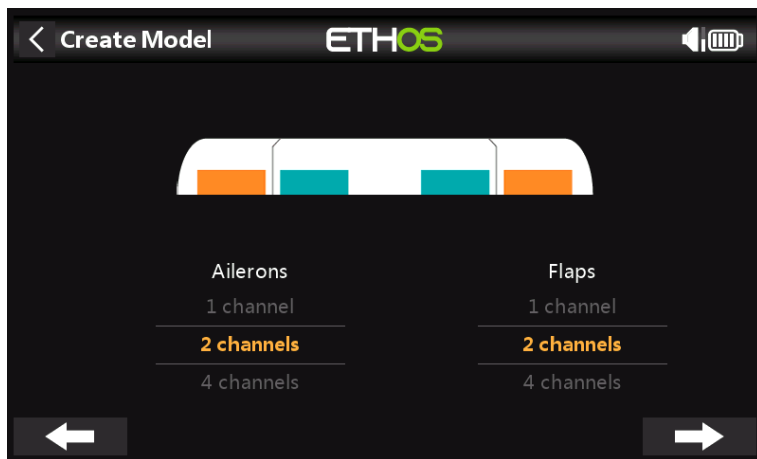 Create Model
ETHOS
Ailerons
Flaps
1 channel
1 channel
2 channels
2 channels
4 channels
4 channels